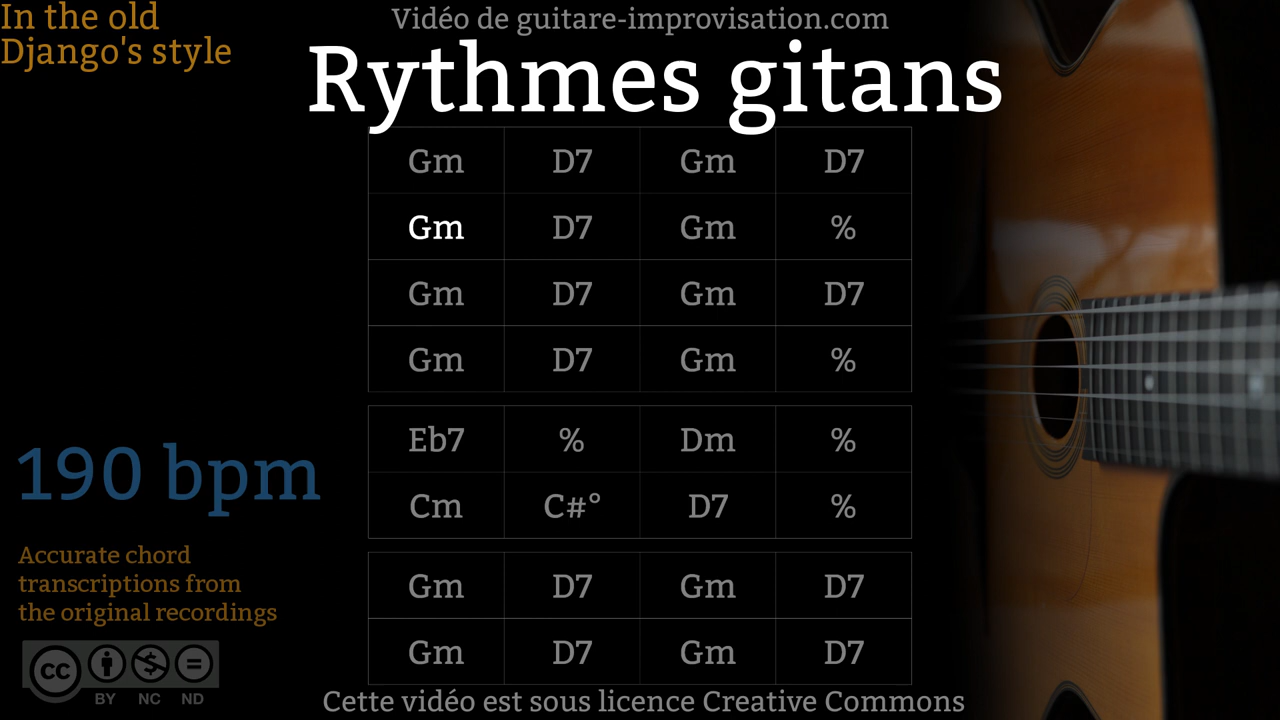 In the old
Django's style
Vidéo de guitare-improvisation.com
Rythmes gitans
Gm D7 Gm D7
Gm D7 Gm %
Gm D7 Gm D7
Gm D7 Gm %
Eb7 % Dm %
Cm C#° D7 %
Gm D7 Gm D7
Gm D7 Gm D7
190 bpm
Accurate chord
transcriptions from
the original recordings
cc
BY NC ND
Cette vidéo est sous licence Creative Commons